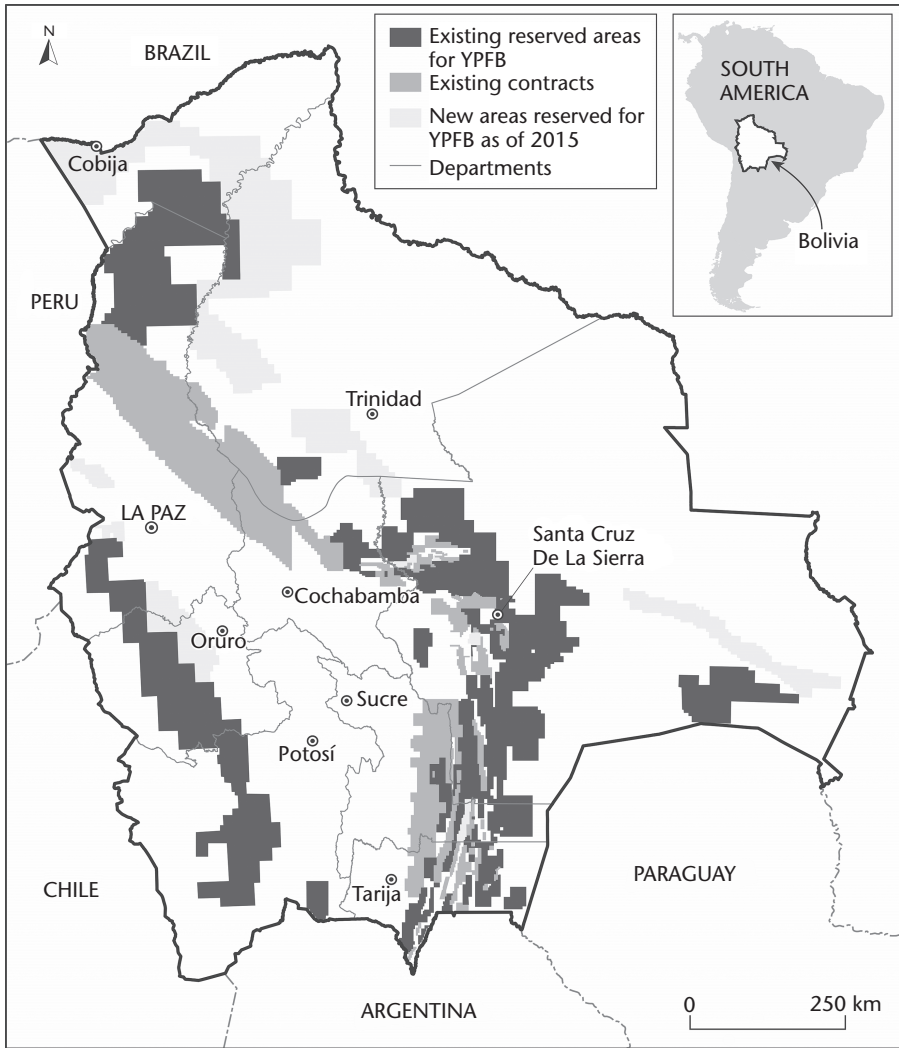 N
BRAZIL
Existing reserved areas
for YPFB
Existing contracts
New areas reserved for
YPFB as of 2015
Departments
SOUTH
AMERICA
Bolivia
Cobija
PERU
Trinidad
LA PAZ
Santa Cruz
De La Sierra
Cochabamba
Oruro
Sucre
Potosí
CHILE
Tarija
PARAGUAY
ARGENTINA
0 250 km